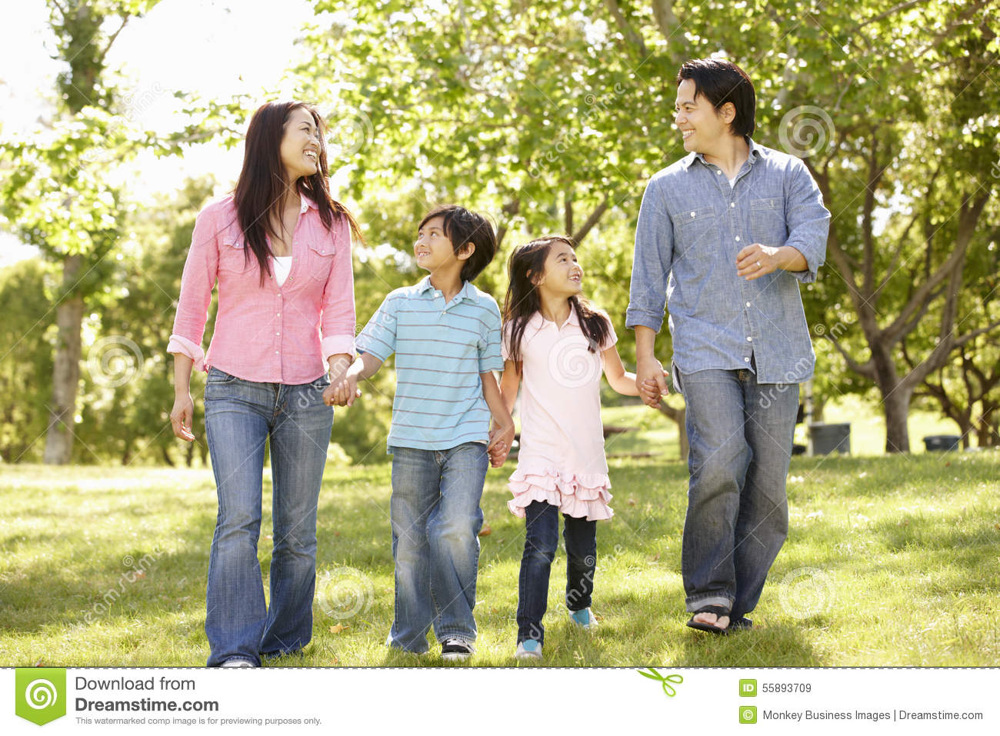 dreamstime
Download from
Dreamstime.com
This watermarked comp image is for previewing purposes only.
ID 55893709
© Monkey Business Images | Dreamstime.com